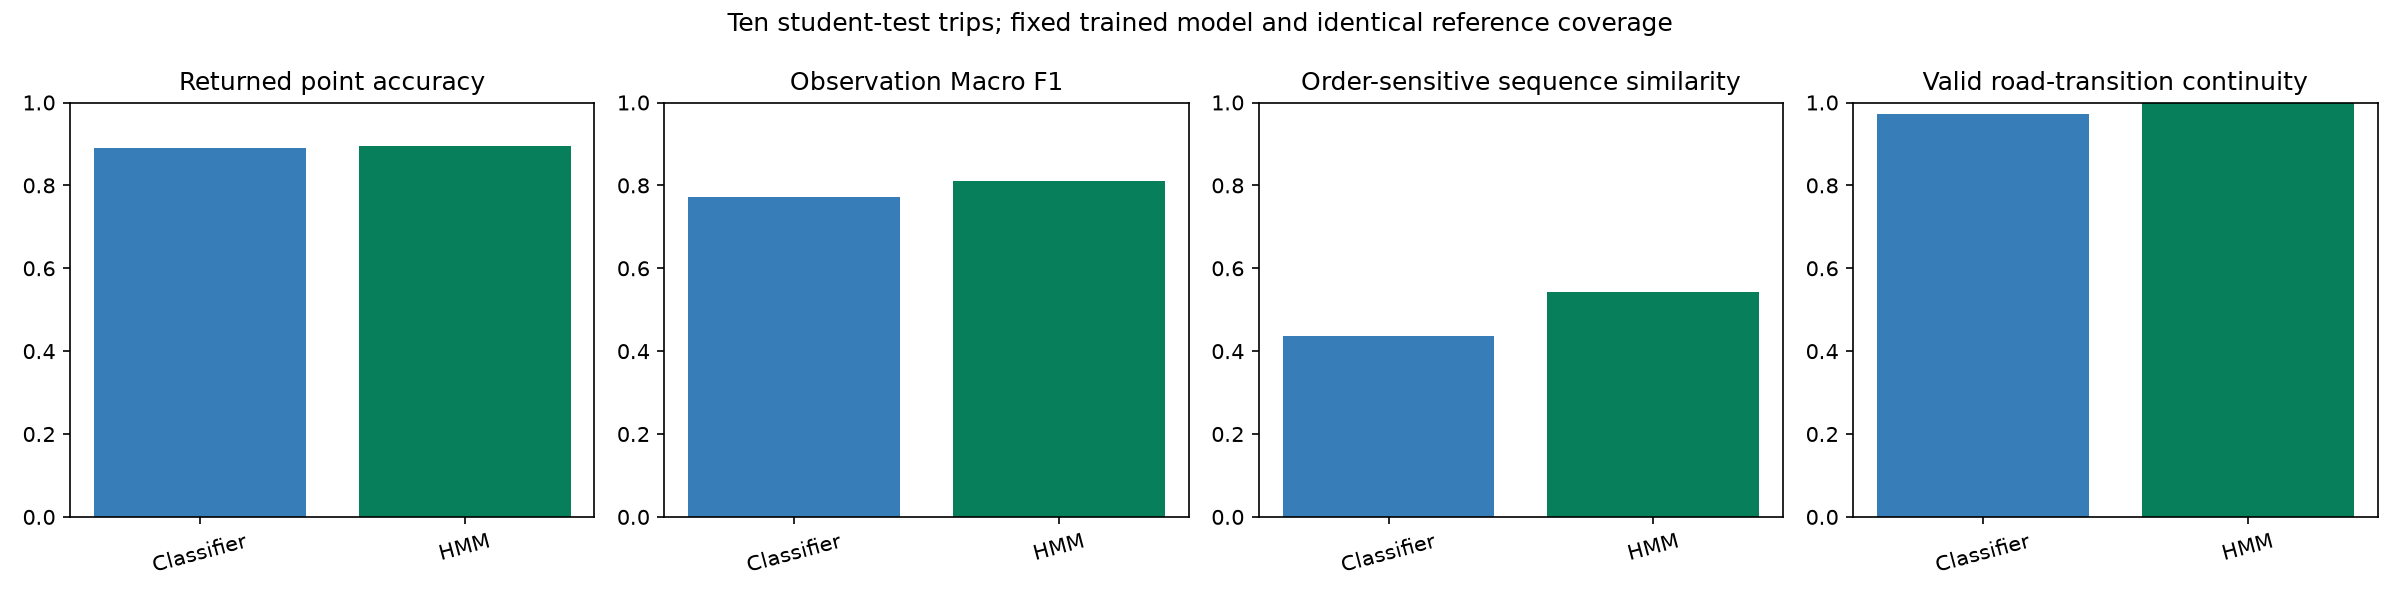 Ten student-test trips; fixed trained model and identical reference coverage
Returned point accuracy
1.0
0.8
0.6
0.4
0.2
0.0
Classifier
HMM
Observation Macro F1
1.0
0.8
0.6
0.4
0.2
0.0
Classifier
HMM
Order-sensitive sequence similarity
1.0
0.8
0.6
0.4
0.2
0.0
Classifier
HMM
Valid road-transition continuity
1.0
0.8
0.6
0.4
0.2
0.0
Classifier
HMM